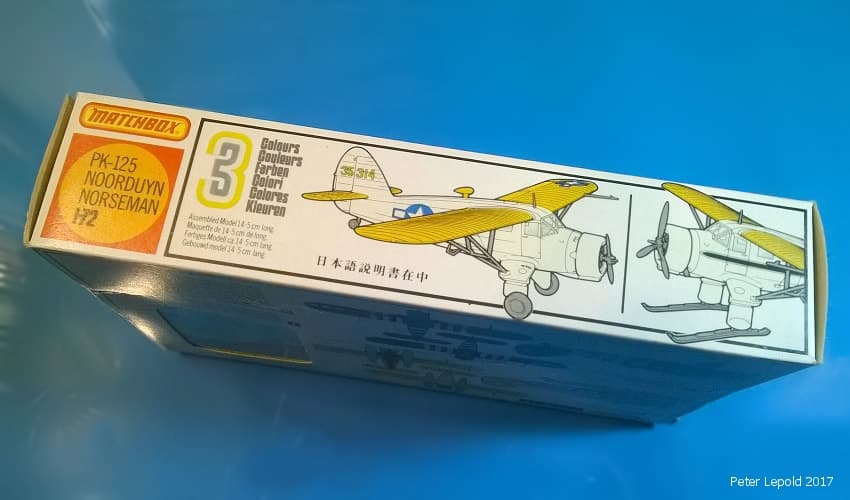 MATCHBOX
PK-125
NOORDUYN
NORSEMAN
1:72
3
Colours
Couleurs
Farben
Colori
Colores
Kleuren
Assembled Model 14·5 cm long.
Maquette de 14·5 cm de long.
Fertiges Modell ca. 14·5 cm lang.
Gebouwd model 14·5 cm lang.
35314
日本語説明書在中
Peter Lepold 2017